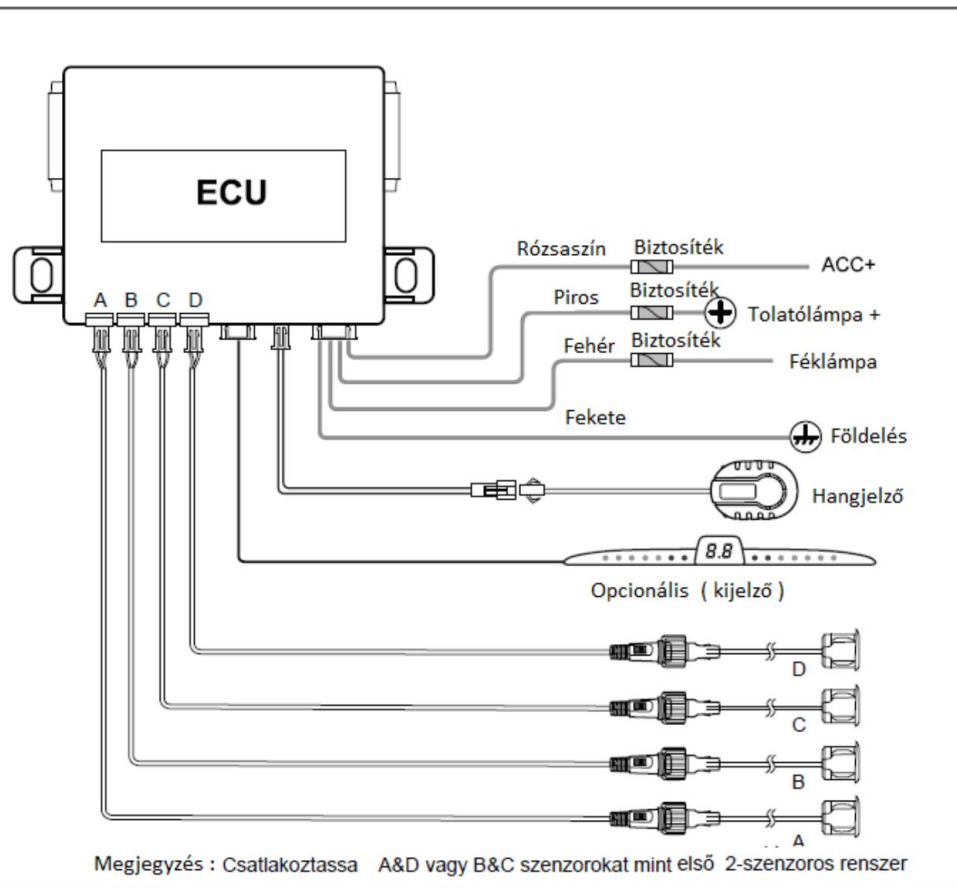 ECU
A B C D
Rózsaszín Biztosíték ACC+
Piros Biztosíték Tolatólámpa +
Fehér Biztosíték Féklámpa
Fekete Földelés
Hangjelző
8.8
Opcionális ( kijelző )
D
C
B
A
Megjegyzés : Csatlakoztassa A&D vagy B&C szenzorokat mint első 2-szenzoros renszer